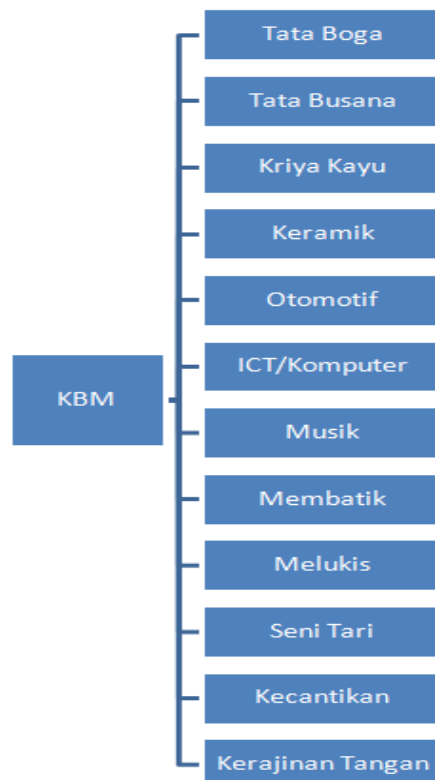 KBM
Tata Boga
Tata Busana
Kriya Kayu
Keramik
Otomotif
ICT/Komputer
Musik
Membatik
Melukis
Seni Tari
Kecantikan
Kerajinan Tangan